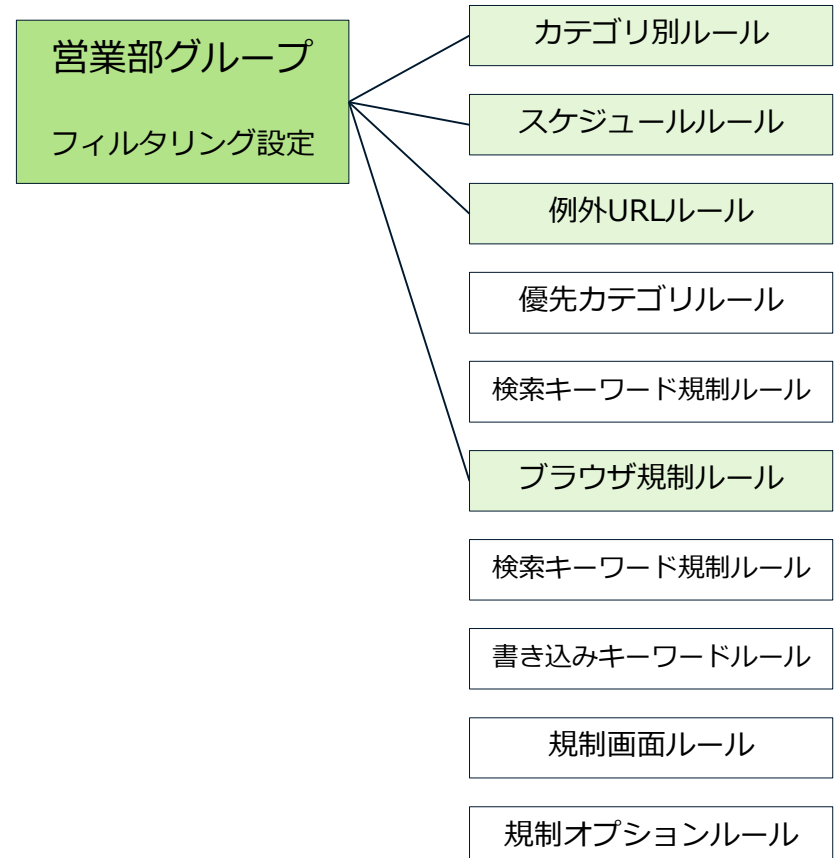 営業部グループ
フィルタリング設定
カテゴリ別ルール
スケジュールルール
例外URLルール
優先カテゴリルール
検索キーワード規制ルール
ブラウザ規制ルール
検索キーワード規制ルール
書き込みキーワードルール
規制画面ルール
規制オプションルール